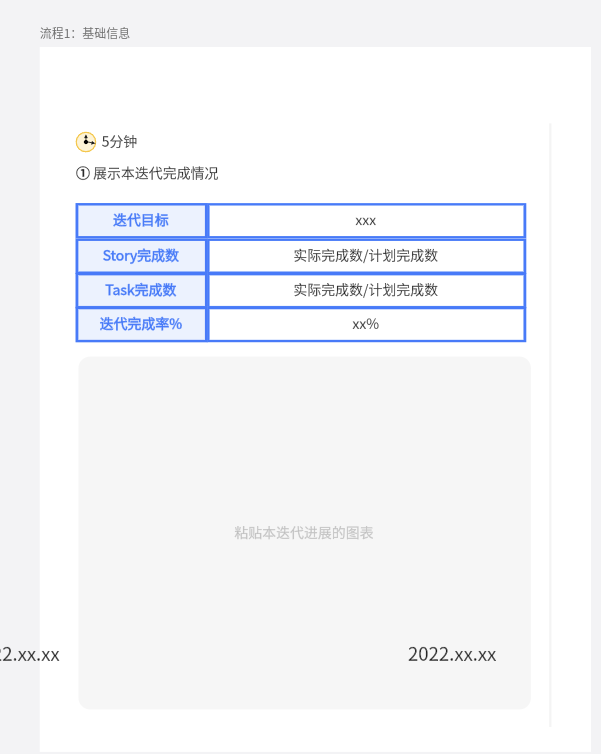 流程1：基础信息
5分钟
① 展示本迭代完成情况
迭代目标
xxx
Story完成数
实际完成数/计划完成数
Task完成数
实际完成数/计划完成数
迭代完成率%
xx%
粘贴本迭代进展的图表
2.xx.xx
2022.xx.xx